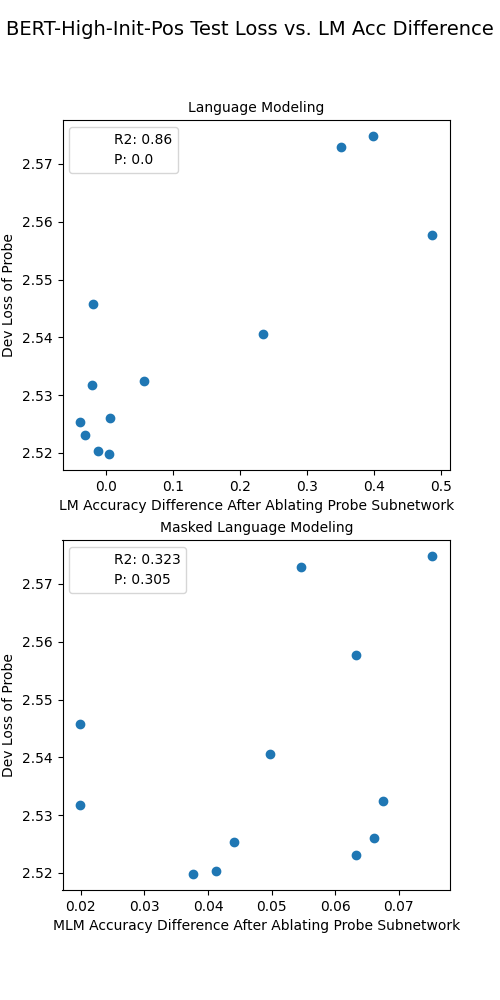 BERT-High-Init-Pos Test Loss vs. LM Acc Difference
Language Modeling
R2: 0.86
P: 0.0
Dev Loss of Probe
2.57
2.56
2.55
2.54
2.53
2.52
0.0 0.1 0.2 0.3 0.4 0.5
LM Accuracy Difference After Ablating Probe Subnetwork
Masked Language Modeling
R2: 0.323
P: 0.305
Dev Loss of Probe
2.57
2.56
2.55
2.54
2.53
2.52
0.02 0.03 0.04 0.05 0.06 0.07
MLM Accuracy Difference After Ablating Probe Subnetwork